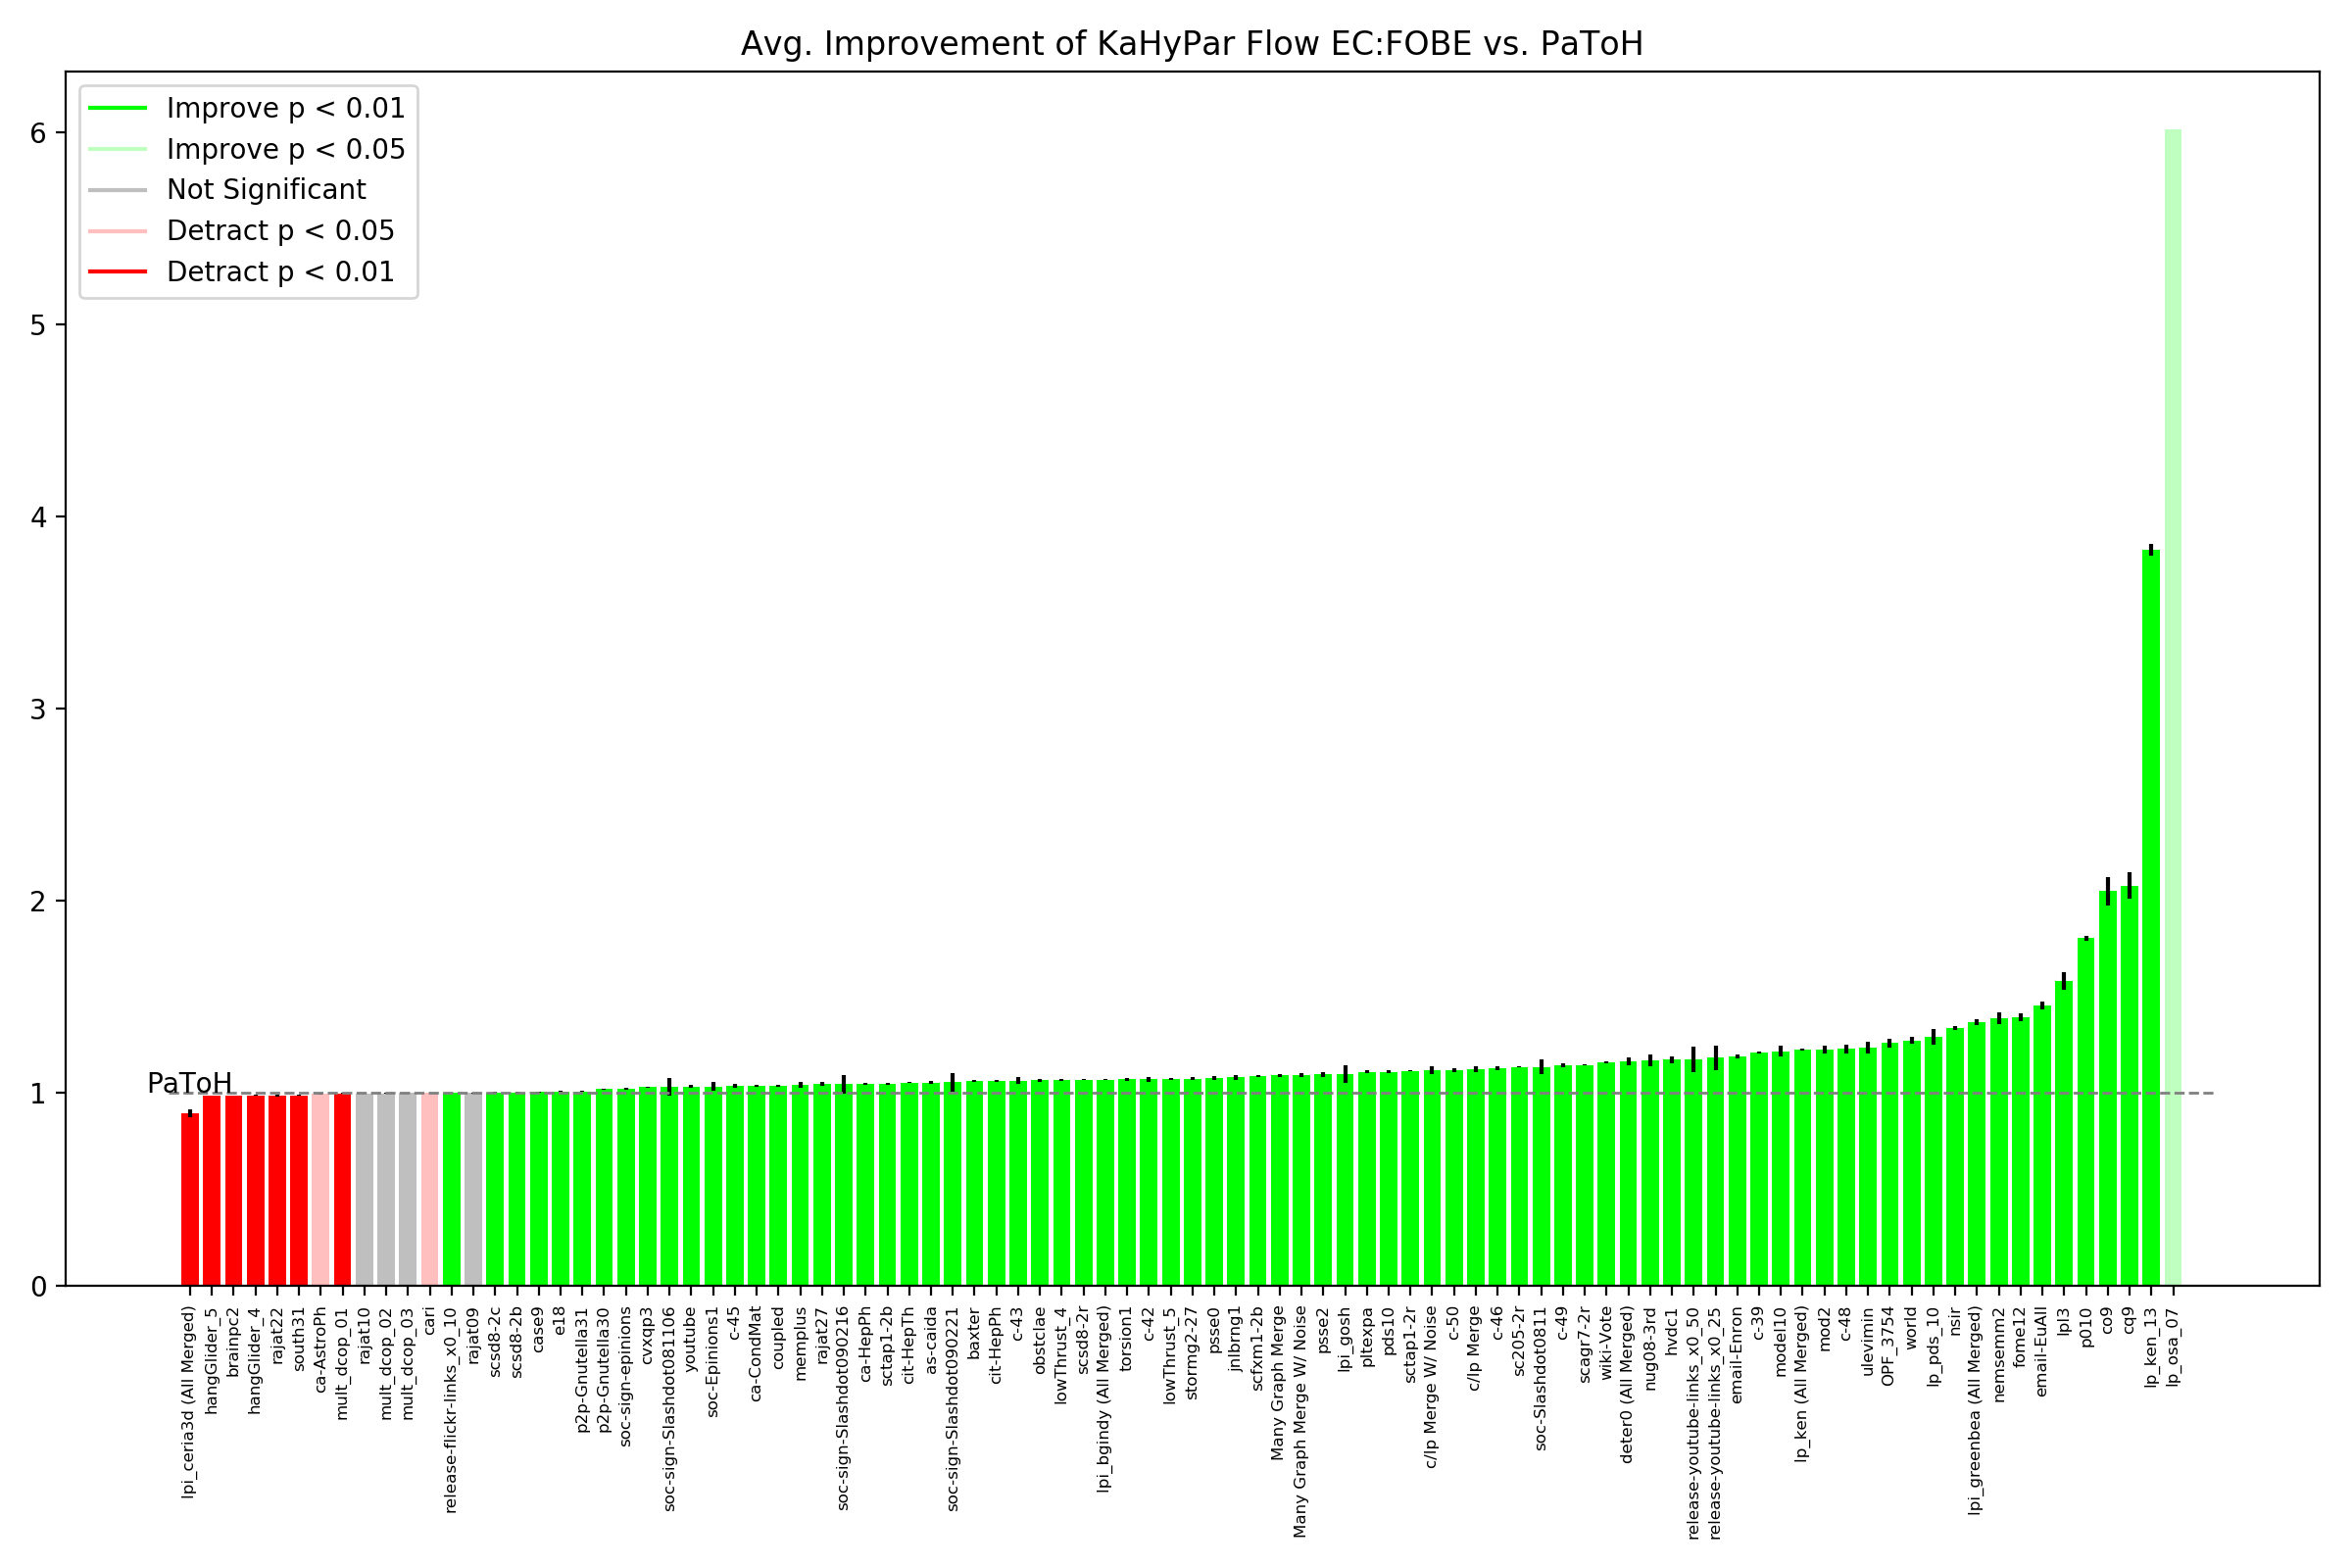 Avg. Improvement of KaHyPar Flow EC:FOBE vs. PaToH
Improve p < 0.01
Improve p < 0.05
Not Significant
Detract p < 0.05
Detract p < 0.01
6
5
4
3
2
1
0
PaToH
lpi_ceria3d (All Merged)
hangGlider_5
brainpc2
hangGlider_4
rajat22
south31
ca-AstroPh
mult_dcop_01
rajat10
mult_dcop_02
mult_dcop_03
cari
release-flickr-links_x0_10
rajat09
scsd8-2c
scsd8-2b
case9
e18
p2p-Gnutella31
p2p-Gnutella30
soc-sign-epinions
cvxqp3
soc-sign-Slashdot081106
youtube
soc-Epinions1
c-45
ca-CondMat
coupled
memplus
rajat27
soc-sign-Slashdot090216
ca-HepPh
sctap1-2b
cit-HepTh
as-caida
soc-sign-Slashdot090221
baxter
cit-HepPh
c-43
obstclae
lowThrust_4
scsd8-2r
lpi_bgindy (All Merged)
torsion1
c-42
lowThrust_5
stormg2-27
psse0
jnlbrng1
scfxm1-2b
Many Graph Merge
Many Graph Merge W/ Noise
psse2
lpi_gosh
pltexpa
pds10
sctap1-2r
c/lp Merge W/ Noise
c-50
c/lp Merge
c-46
sc205-2r
soc-Slashdot0811
c-49
scagr7-2r
wiki-Vote
deter0 (All Merged)
nug08-3rd
hvdc1
release-youtube-links_x0_50
release-youtube-links_x0_25
email-Enron
c-39
model10
lp_ken (All Merged)
mod2
c-48
ulevimin
OPF_3754
world
lp_pds_10
nsir
lpi_greenbea (All Merged)
nemsemm2
fome12
email-EuAll
lpl3
p010
co9
cq9
lp_ken_13
lp_osa_07